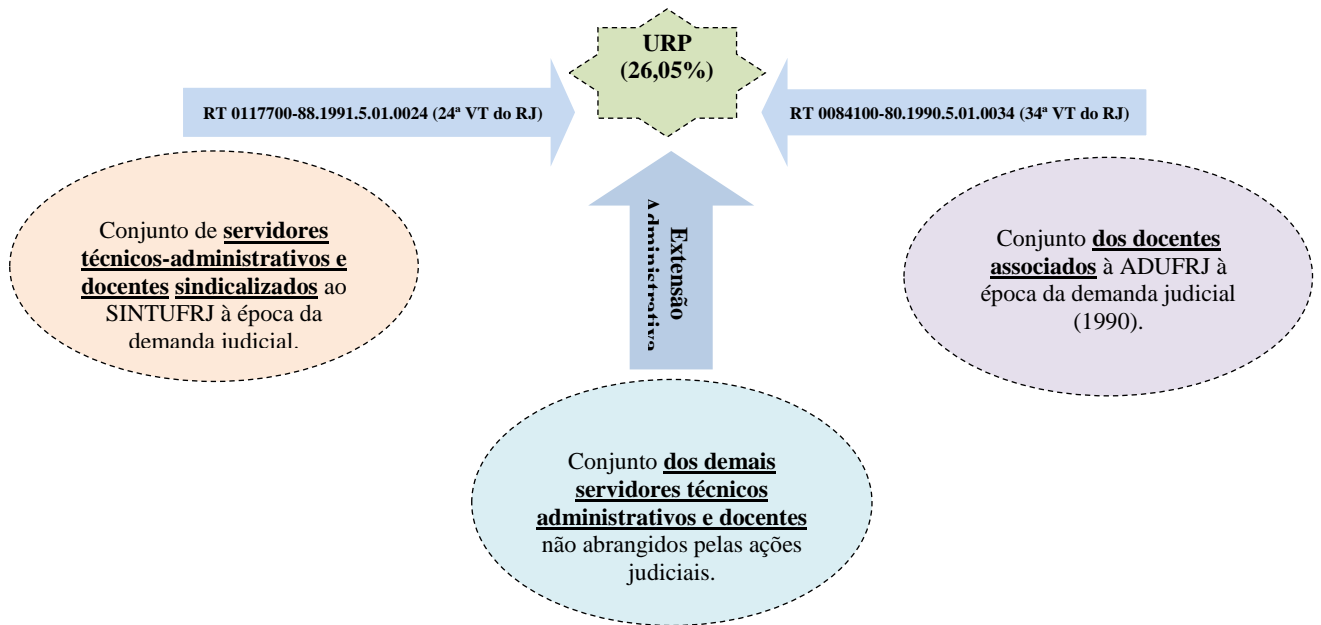 URP
(26,05%)
RT 0117700-88.1991.5.01.0024 (24ª VT do RJ)
RT 0084100-80.1990.5.01.0034 (34ª VT do RJ)
Conjunto de servidores
técnicos-administrativos e
docentes sindicalizados ao
SINTUFRJ à época da
demanda judicial.
Extensão
Administrativa
Conjunto dos docentes
associados à ADUFRJ à
época da demanda judicial
(1990).
Conjunto dos demais
servidores técnicos
administrativos e docentes
não abrangidos pelas ações
judiciais.